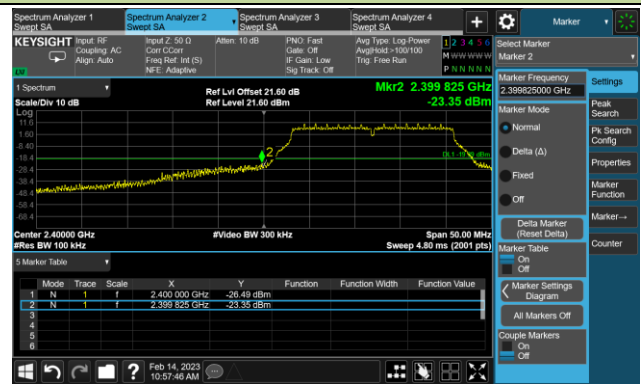 Spectrum Analyzer 1
Swept SA
Spectrum Analyzer 2
Swept SA
Spectrum Analyzer 3
Swept SA
Spectrum Analyzer 4
Swept SA
+
Marker
KEYSIGHT
Input: RF
Coupling: AC
Align: Auto
Input Z: 50 Ω
Corr CCorr
Freq Ref: Int (S)
NFE: Adaptive
Atten: 10 dB
PNO: Fast
Gate: Off
IF Gain: Low
Sig Track: Off
Avg Type: Log-Power
Avg|Hold:>100/100
Trig: Free Run
1 2 3 4 5 6
M W W W W W
P N N N N N
LXI
Select Marker
Marker 2
1 Spectrum
Scale/Div 10 dB
Log
Ref Lvl Offset 21.60 dB
Ref Level 21.60 dBm
Mkr2 2.399 825 GHz
-23.35 dBm
11.6
1.60
-8.40
-18.4
-28.4
-38.4
-48.4
-58.4
-68.4
2
Center 2.40000 GHz
#Res BW 100 kHz
#Video BW 300 kHz
Span 50.00 MHz
Sweep 4.80 ms (2001 pts)
5 Marker Table
Mode Trace Scale X Y Function Function Width Function Value
1 N 1 f 2.400 000 GHz -26.49 dBm
2 N 1 f 2.399 825 GHz -23.35 dBm
3
4
5
6
Marker Frequency
2.399825000 GHz
Marker Mode
Normal
Delta (Δ)
Fixed
Off
Delta Marker
(Reset Delta)
Marker Table
On
Off
Marker Settings
Diagram
All Markers Off
Couple Markers
On
Off
Settings
Peak
Search
Pk Search
Config
Properties
Marker
Function
Marker→
Counter
?
Feb 14, 2023
10:57:46 AM